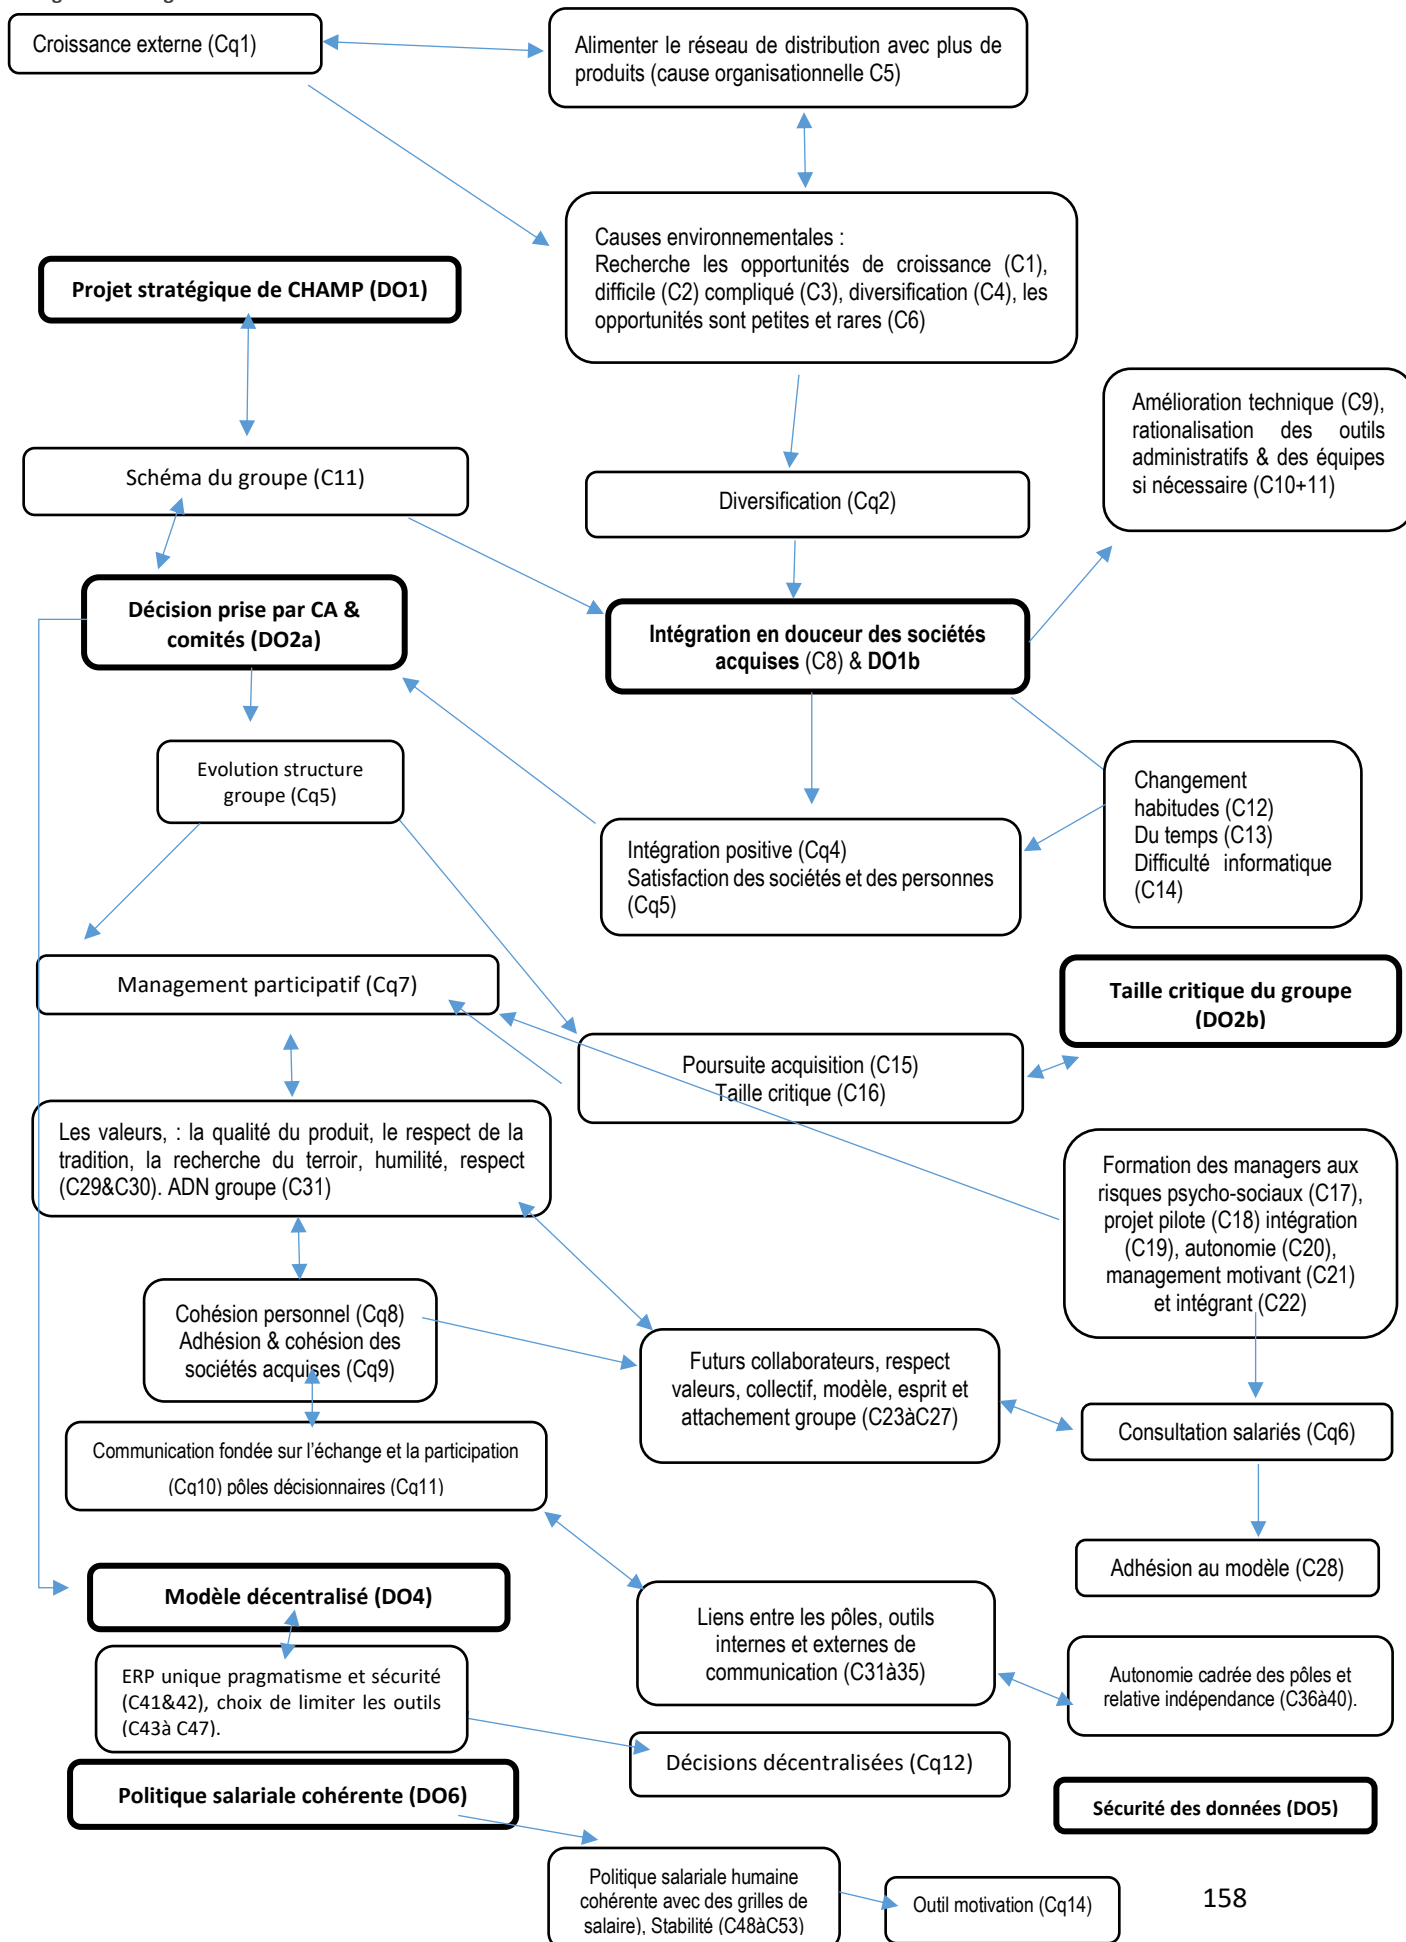 Croissance externe (Cq1)
Alimenter le réseau de distribution avec plus de
produits (cause organisationnelle C5)
Causes environnementales :
Recherche les opportunités de croissance (C1),
difficile (C2) compliqué (C3), diversification (C4), les
opportunités sont petites et rares (C6)
Projet stratégique de CHAMP (DO1)
Amélioration technique (C9),
rationalisation des outils
administratifs & des équipes
si nécessaire (C10+11)
Schéma du groupe (C11)
Diversification (Cq2)
Décision prise par CA &
comités (DO2a)
Intégration en douceur des sociétés
acquises (C8) & DO1b
Evolution structure
groupe (Cq5)
Changement
habitudes (C12)
Du temps (C13)
Difficulté informatique
(C14)
Intégration positive (Cq4)
Satisfaction des sociétés et des personnes
(Cq5)
Management participatif (Cq7)
Taille critique du groupe
(DO2b)
Poursuite acquisition (C15)
Taille critique (C16)
Les valeurs, : la qualité du produit, le respect de la
tradition, la recherche du terroir, humilité, respect
(C29&C30). ADN groupe (C31)
Formation des managers aux
risques psycho-sociaux (C17),
projet pilote (C18) intégration
(C19), autonomie (C20),
management motivant (C21)
et intégrant (C22)
Cohésion personnel (Cq8)
Adhésion & cohésion des
sociétés acquises (Cq9)
Futurs collaborateurs, respect
valeurs, collectif, modèle, esprit et
attachement groupe (C23àC27)
Consultation salariés (Cq6)
Communication fondée sur l'échange et la participation
(Cq10) pôles décisionnaires (Cq11)
Adhésion au modèle (C28)
Modèle décentralisé (DO4)
Liens entre les pôles, outils
internes et externes de
communication (C31à35)
ERP unique pragmatisme et sécurité
(C41&42), choix de limiter les outils
(C43à C47).
Autonomie cadrée des pôles et
relative indépendance (C36à40).
Décisions décentralisées (Cq12)
Politique salariale cohérente (DO6)
Sécurité des données (DO5)
Politique salariale humaine
cohérente avec des grilles de
salaire), Stabilité (C48àC53)
Outil motivation (Cq14)
158